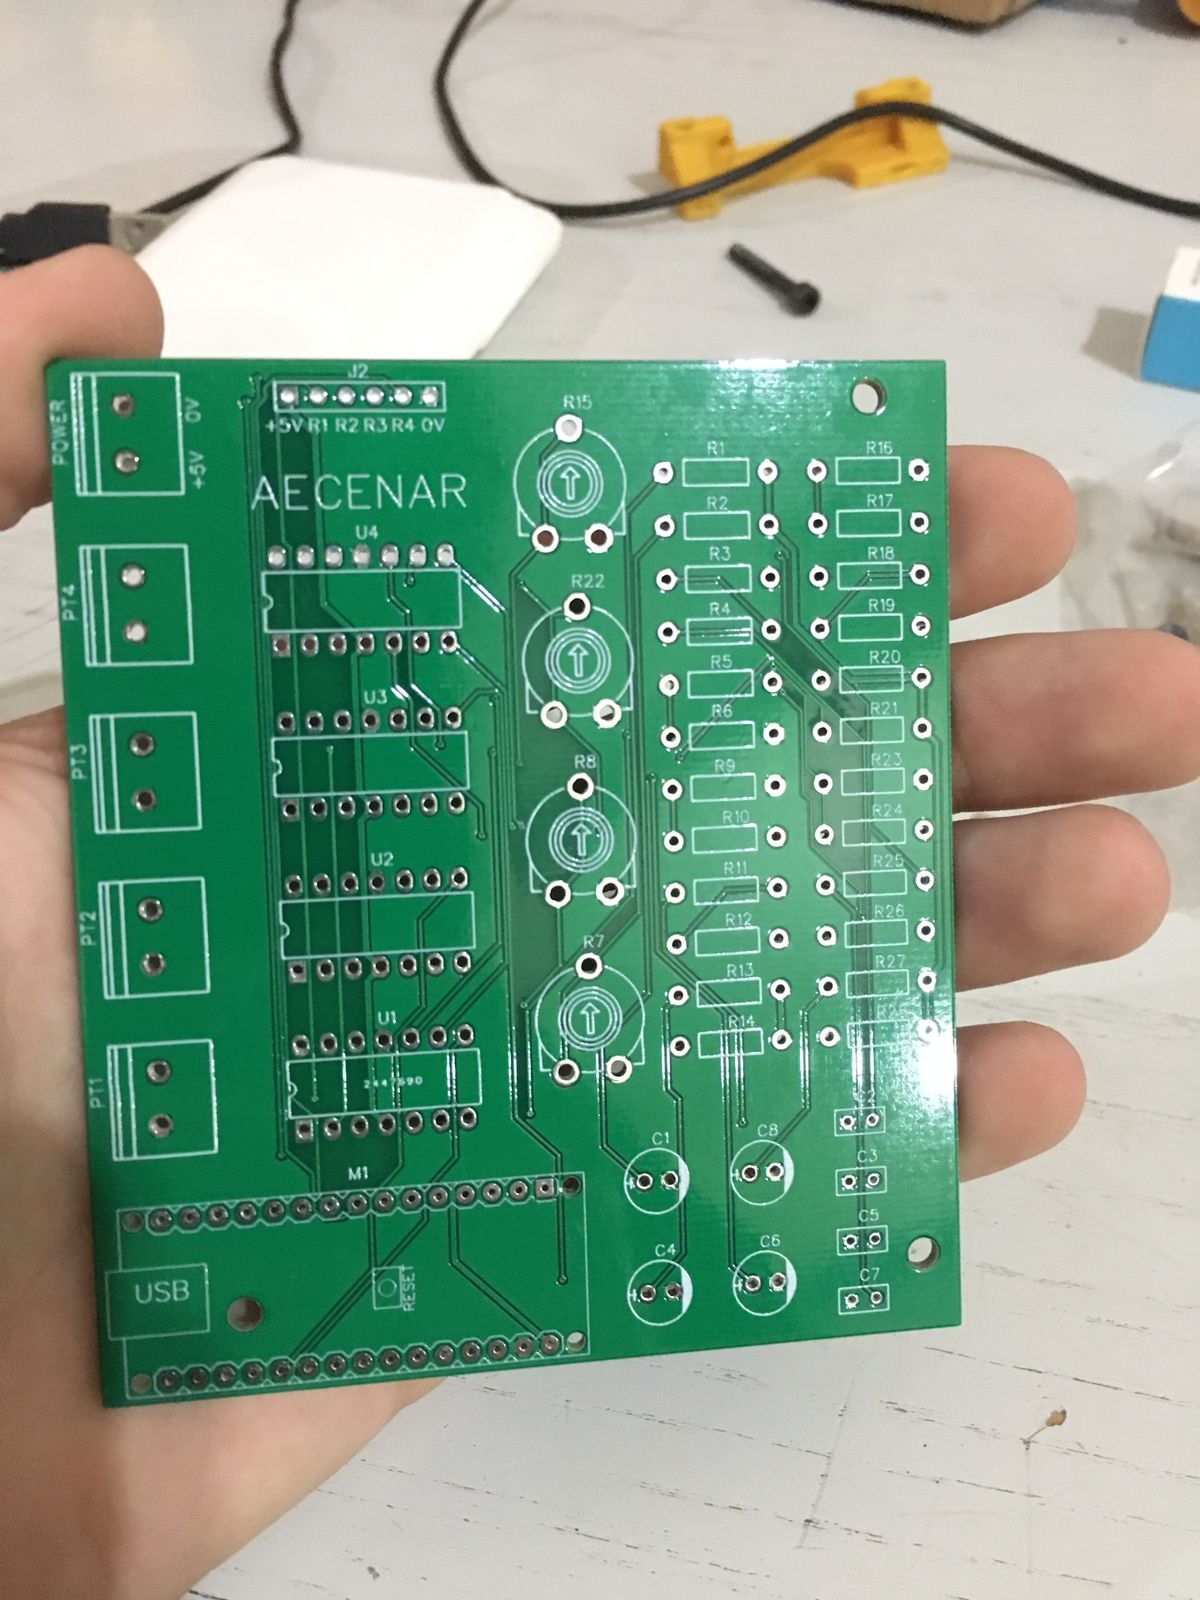 J2
+5V R1 R2 R3 R4 0V
POWER
0V
+5V
AECENAR
R15
R1
R16
R2
R17
U4
R3
R18
PT4
R22
R4
R19
R5
R20
U3
R6
R21
PT3
R8
R9
R23
R10
R24
U2
R11
R25
PT2
R12
R26
R7
R13
R27
U1
R14
PT1
C2
M1
C1
C8
C3
C4
C6
C5
C7
USB
RESET